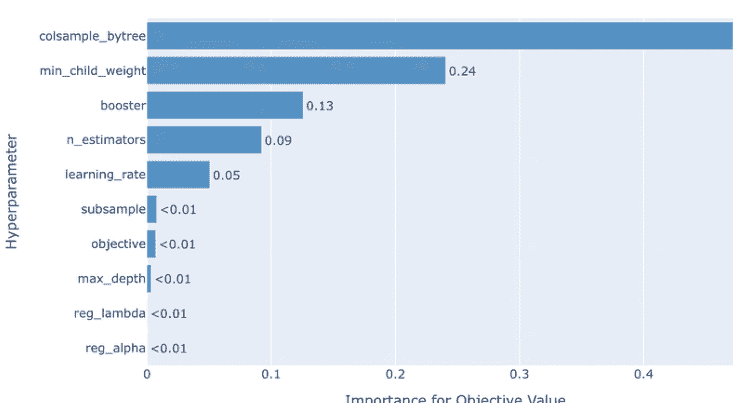 Hyperparameter
colsample_bytree
min_child_weight 0.24
booster 0.13
n_estimators 0.09
learning_rate 0.05
subsample <0.01
objective <0.01
max_depth <0.01
reg_lambda <0.01
reg_alpha <0.01
0 0.1 0.2 0.3 0.4
Importance for Objective Value